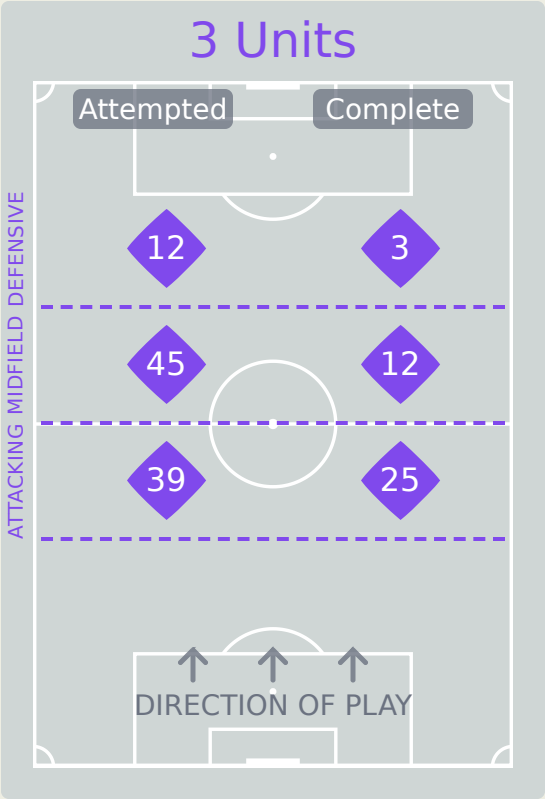 3 Units
Attempted Complete
12 3
45 12
39 25
ATTACKING MIDFIELD DEFENSIVE
DIRECTION OF PLAY